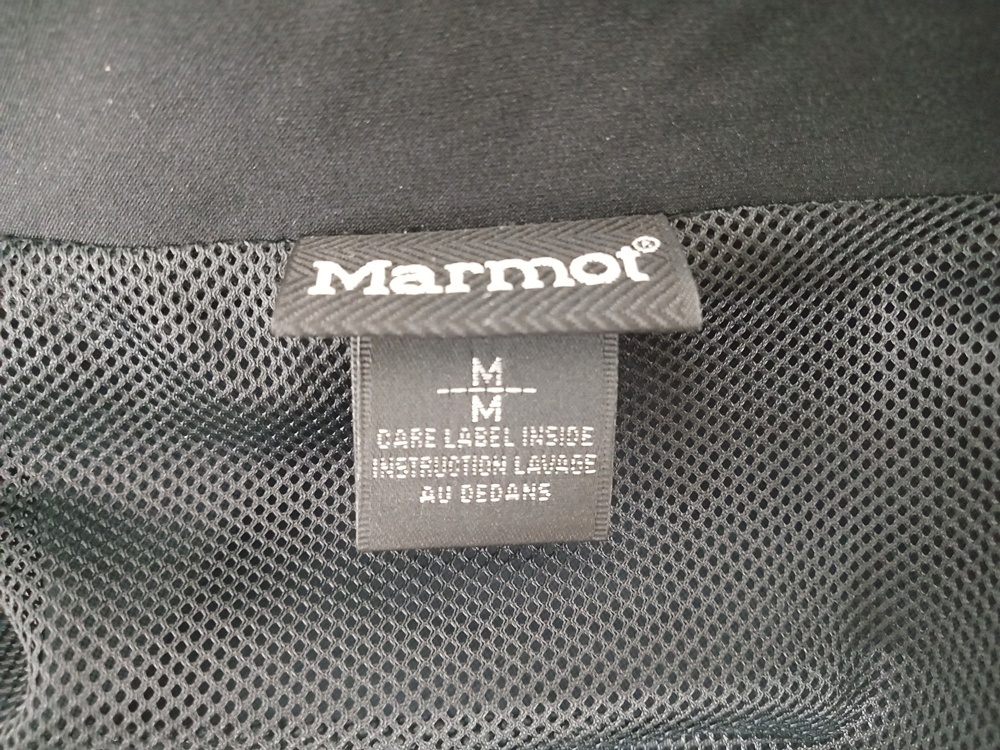 Marmot®
M
M
CARE LABEL INSIDE
INSTRUCTION LAVAGE
AU DEDANS